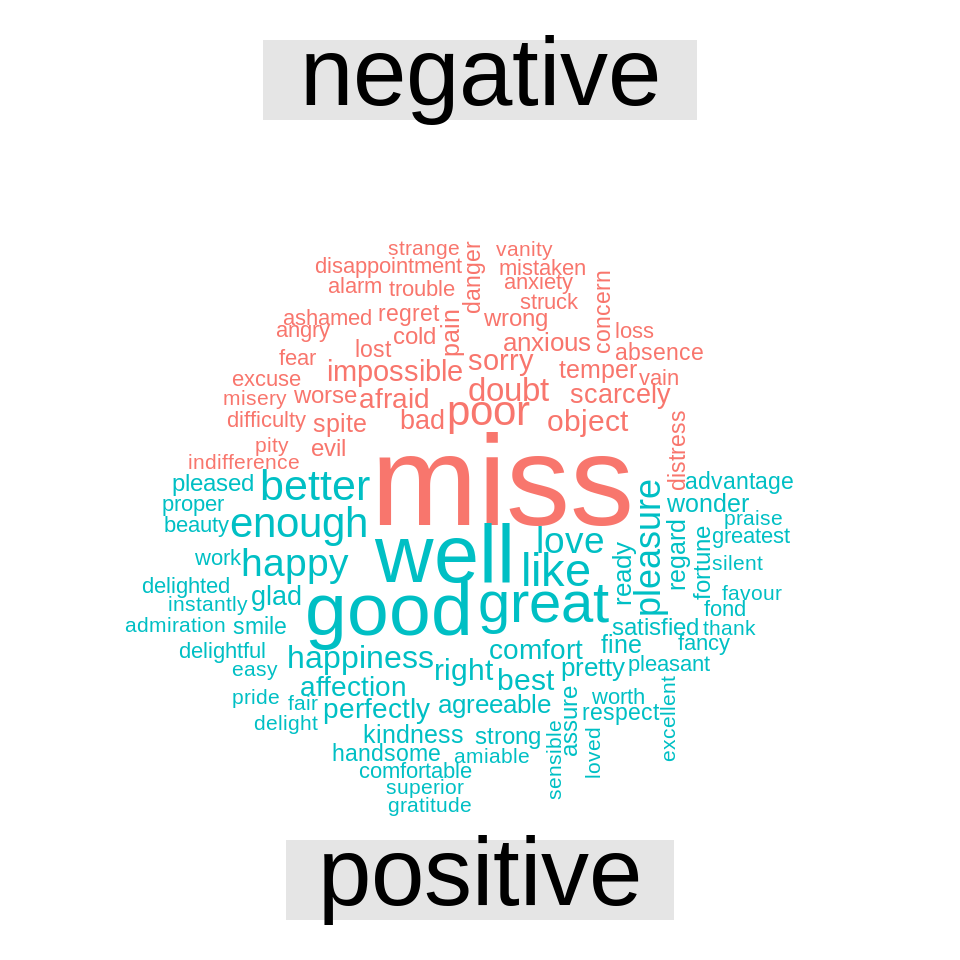 negative
strange
vanity
disappointment
danger
mistaken
alarm
trouble
anxiety
concern
struck
ashamed
regret
wrong
angry
cold
pain
anxious
loss
lost
sorry
absence
fear
impossible
temper
vain
excuse
doubt
scarcely
misery
worse
afraid
poor
difficulty
spite
bad
object
distress
pity
evil
indifference
miss
pleased
better
pleasure
advantage
proper
enough
wonder
beauty
praise
well
love
regard
fortune
greatest
work
happy
like
ready
silent
delighted
glad
great
favour
instantly
good
fond
admiration
smile
satisfied
thank
delightful
happiness
comfort
fine
fancy
easy
right
best
pretty
pleasant
affection
pride
fair
perfectly
agreeable
worth
respect
excellent
delight
kindness
strong
assure
handsome
amiable
sensible
loved
comfortable
superior
gratitude
positive